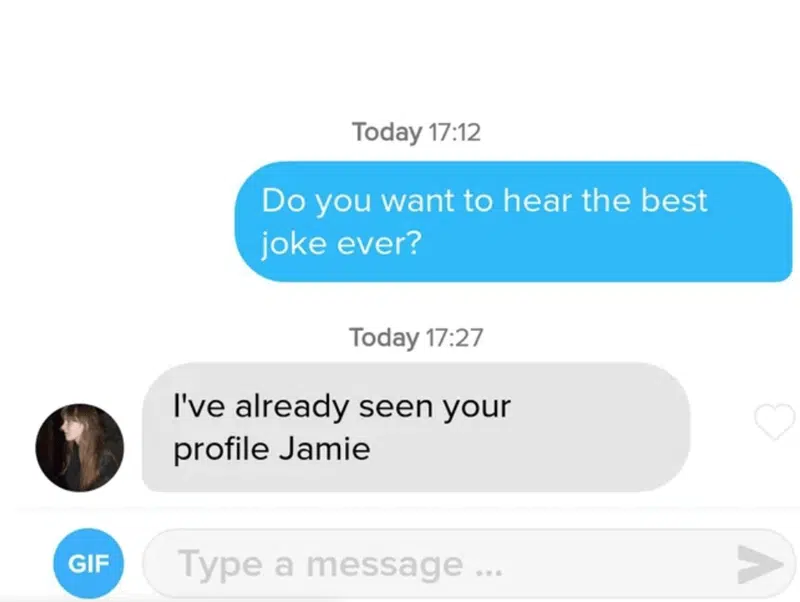 Today 17:12
Do you want to hear the best
joke ever?
Today 17:27
I've already seen your
profile Jamie
GIF
Type a message ...